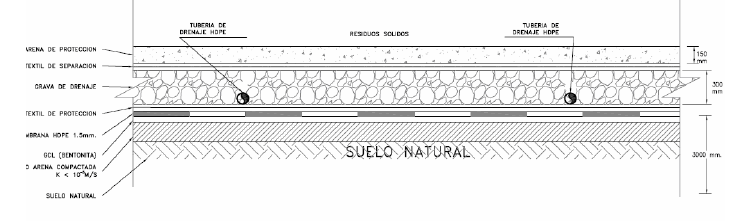 TUBERIA DE
DRENAJE HDPE
RESIDUOS SOLIDOS
TUBERIA DE
DRENAJE HDPE
ARENA DE PROTECCION
150
mm
TEXTIL DE SEPARACION
GRAVA DE DRENAJE
300
mm
TEXTIL DE PROTECCION
MBRANA HDPE 1.5mm.
GCL (BENTONITA)
O ARENA COMPACTADA
K < 10⁻⁹M/S
SUELO NATURAL
3000 mm.
SUELO NATURAL